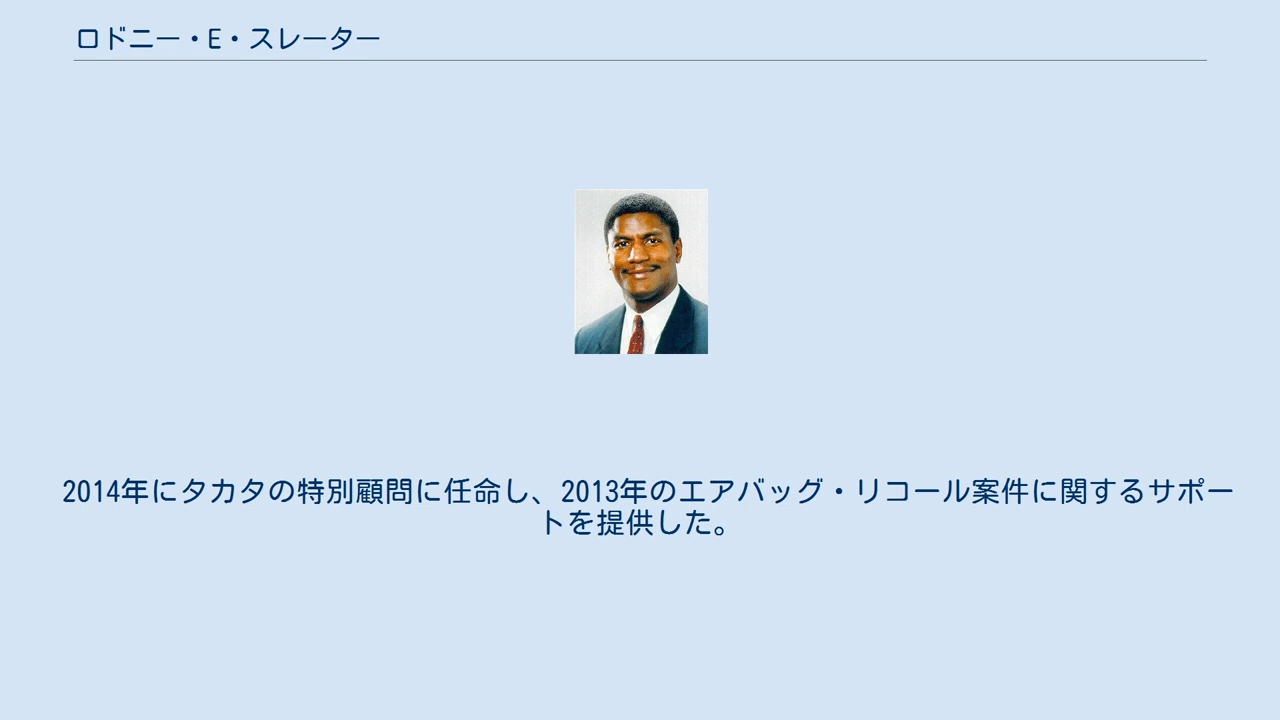 ロドニー・E・スレーター
2014年にタカタの特別顧問に任命し、2013年のエアバッグ・リコール案件に関するサポー
トを提供した。